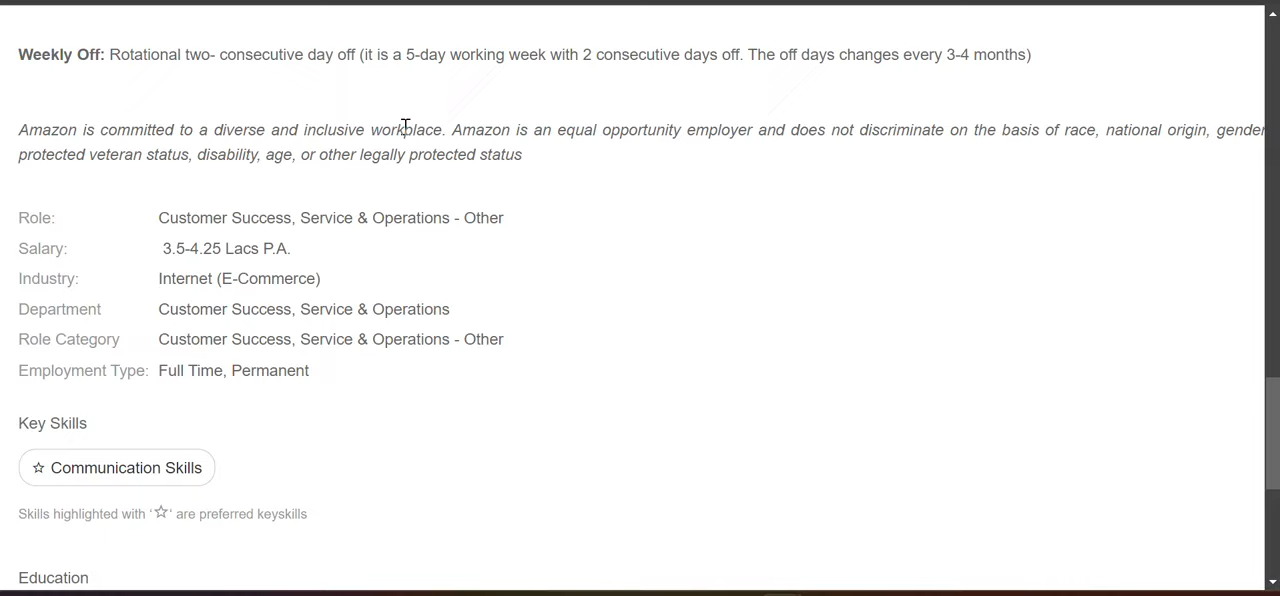 Weekly Off: Rotational two- consecutive day off (it is a 5-day working week with 2 consecutive days off. The off days changes every 3-4 months)
Amazon is committed to a diverse and inclusive workplace. Amazon is an equal opportunity employer and does not discriminate on the basis of race, national origin, gender
protected veteran status, disability, age, or other legally protected status
Role: Customer Success, Service & Operations - Other
Salary: 3.5-4.25 Lacs P.A.
Industry: Internet (E-Commerce)
Department Customer Success, Service & Operations
Role Category Customer Success, Service & Operations - Other
Employment Type: Full Time, Permanent
Key Skills
☆ Communication Skills
Skills highlighted with ‘☆‘ are preferred keyskills
Education